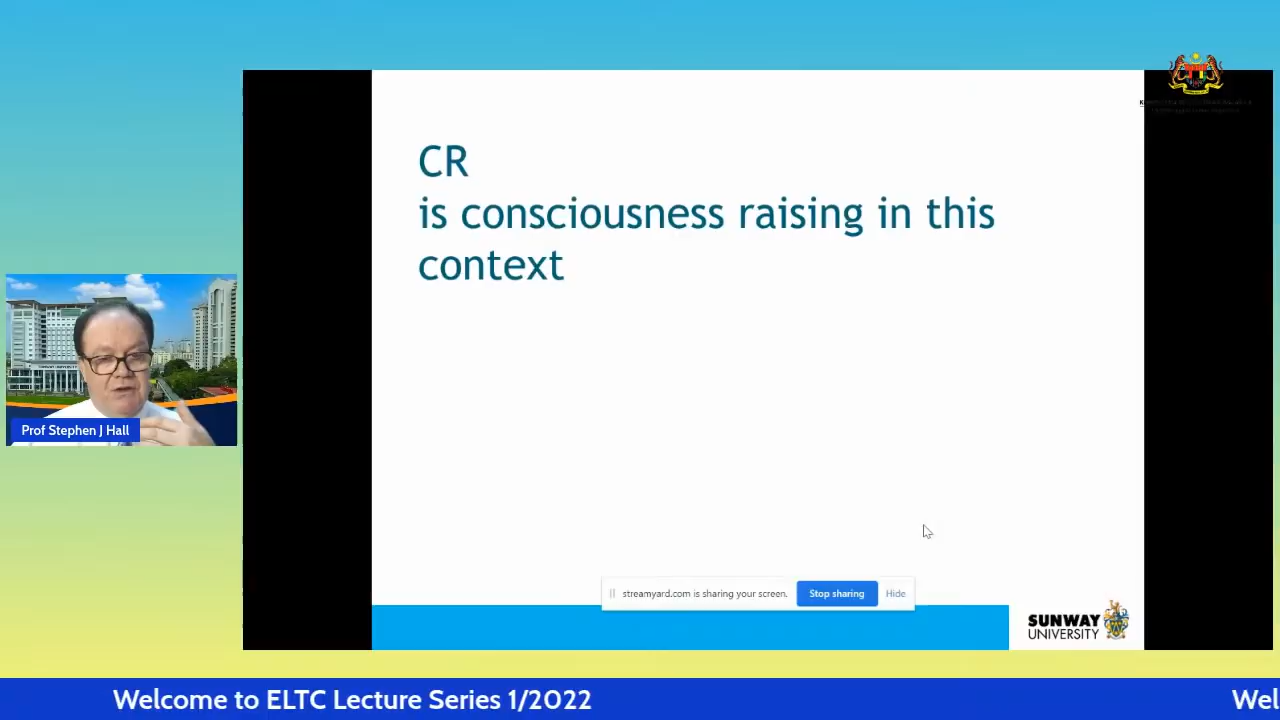 CR
is consciousness raising in this
context
Prof Stephen J Hall
streamyard.com is sharing your screen.
Stop sharing
Hide
SUNWAY
UNIVERSITY
Welcome to ELTC Lecture Series 1/2022
Wel